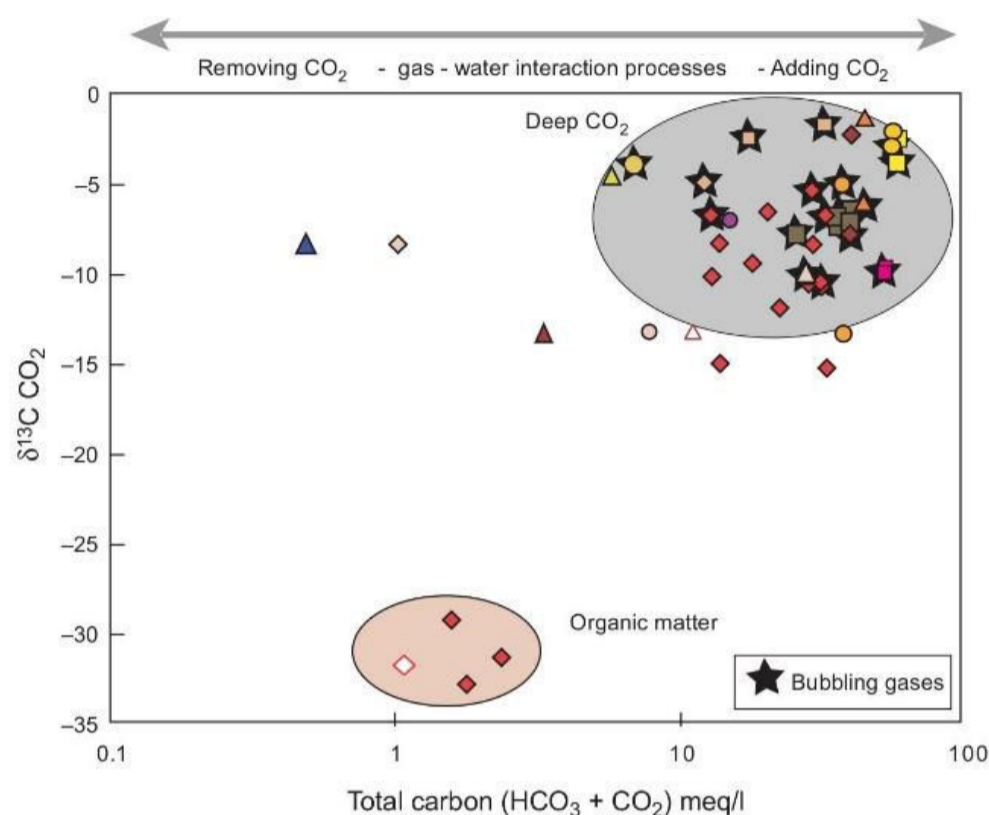 Removing CO₂ - gas - water interaction processes - Adding CO₂
0
Deep CO₂
–5
–10
–15
–20
–25
–30
–35
δ¹³C CO₂
Organic matter
Bubbling gases
0.1 1 10 100
Total carbon (HCO₃ + CO₂) meq/l